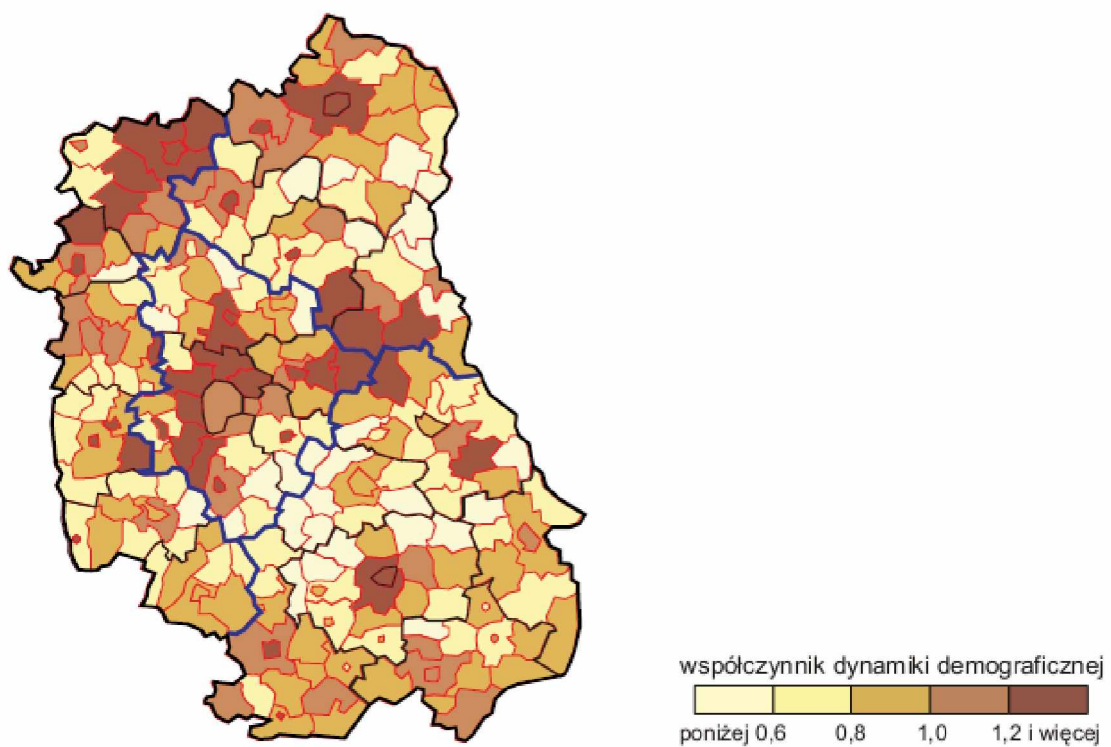 współczynnik dynamiki demograficznej
poniżej 0,6 0,8 1,0 1,2 i więcej